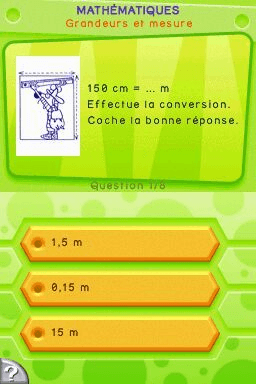 MATHÉMATIQUES
Grandeurs et mesure
150 cm = ... m
Effectue la conversion.
Coche la bonne réponse.
Question 1/8
1,5 m
0,15 m
15 m
?